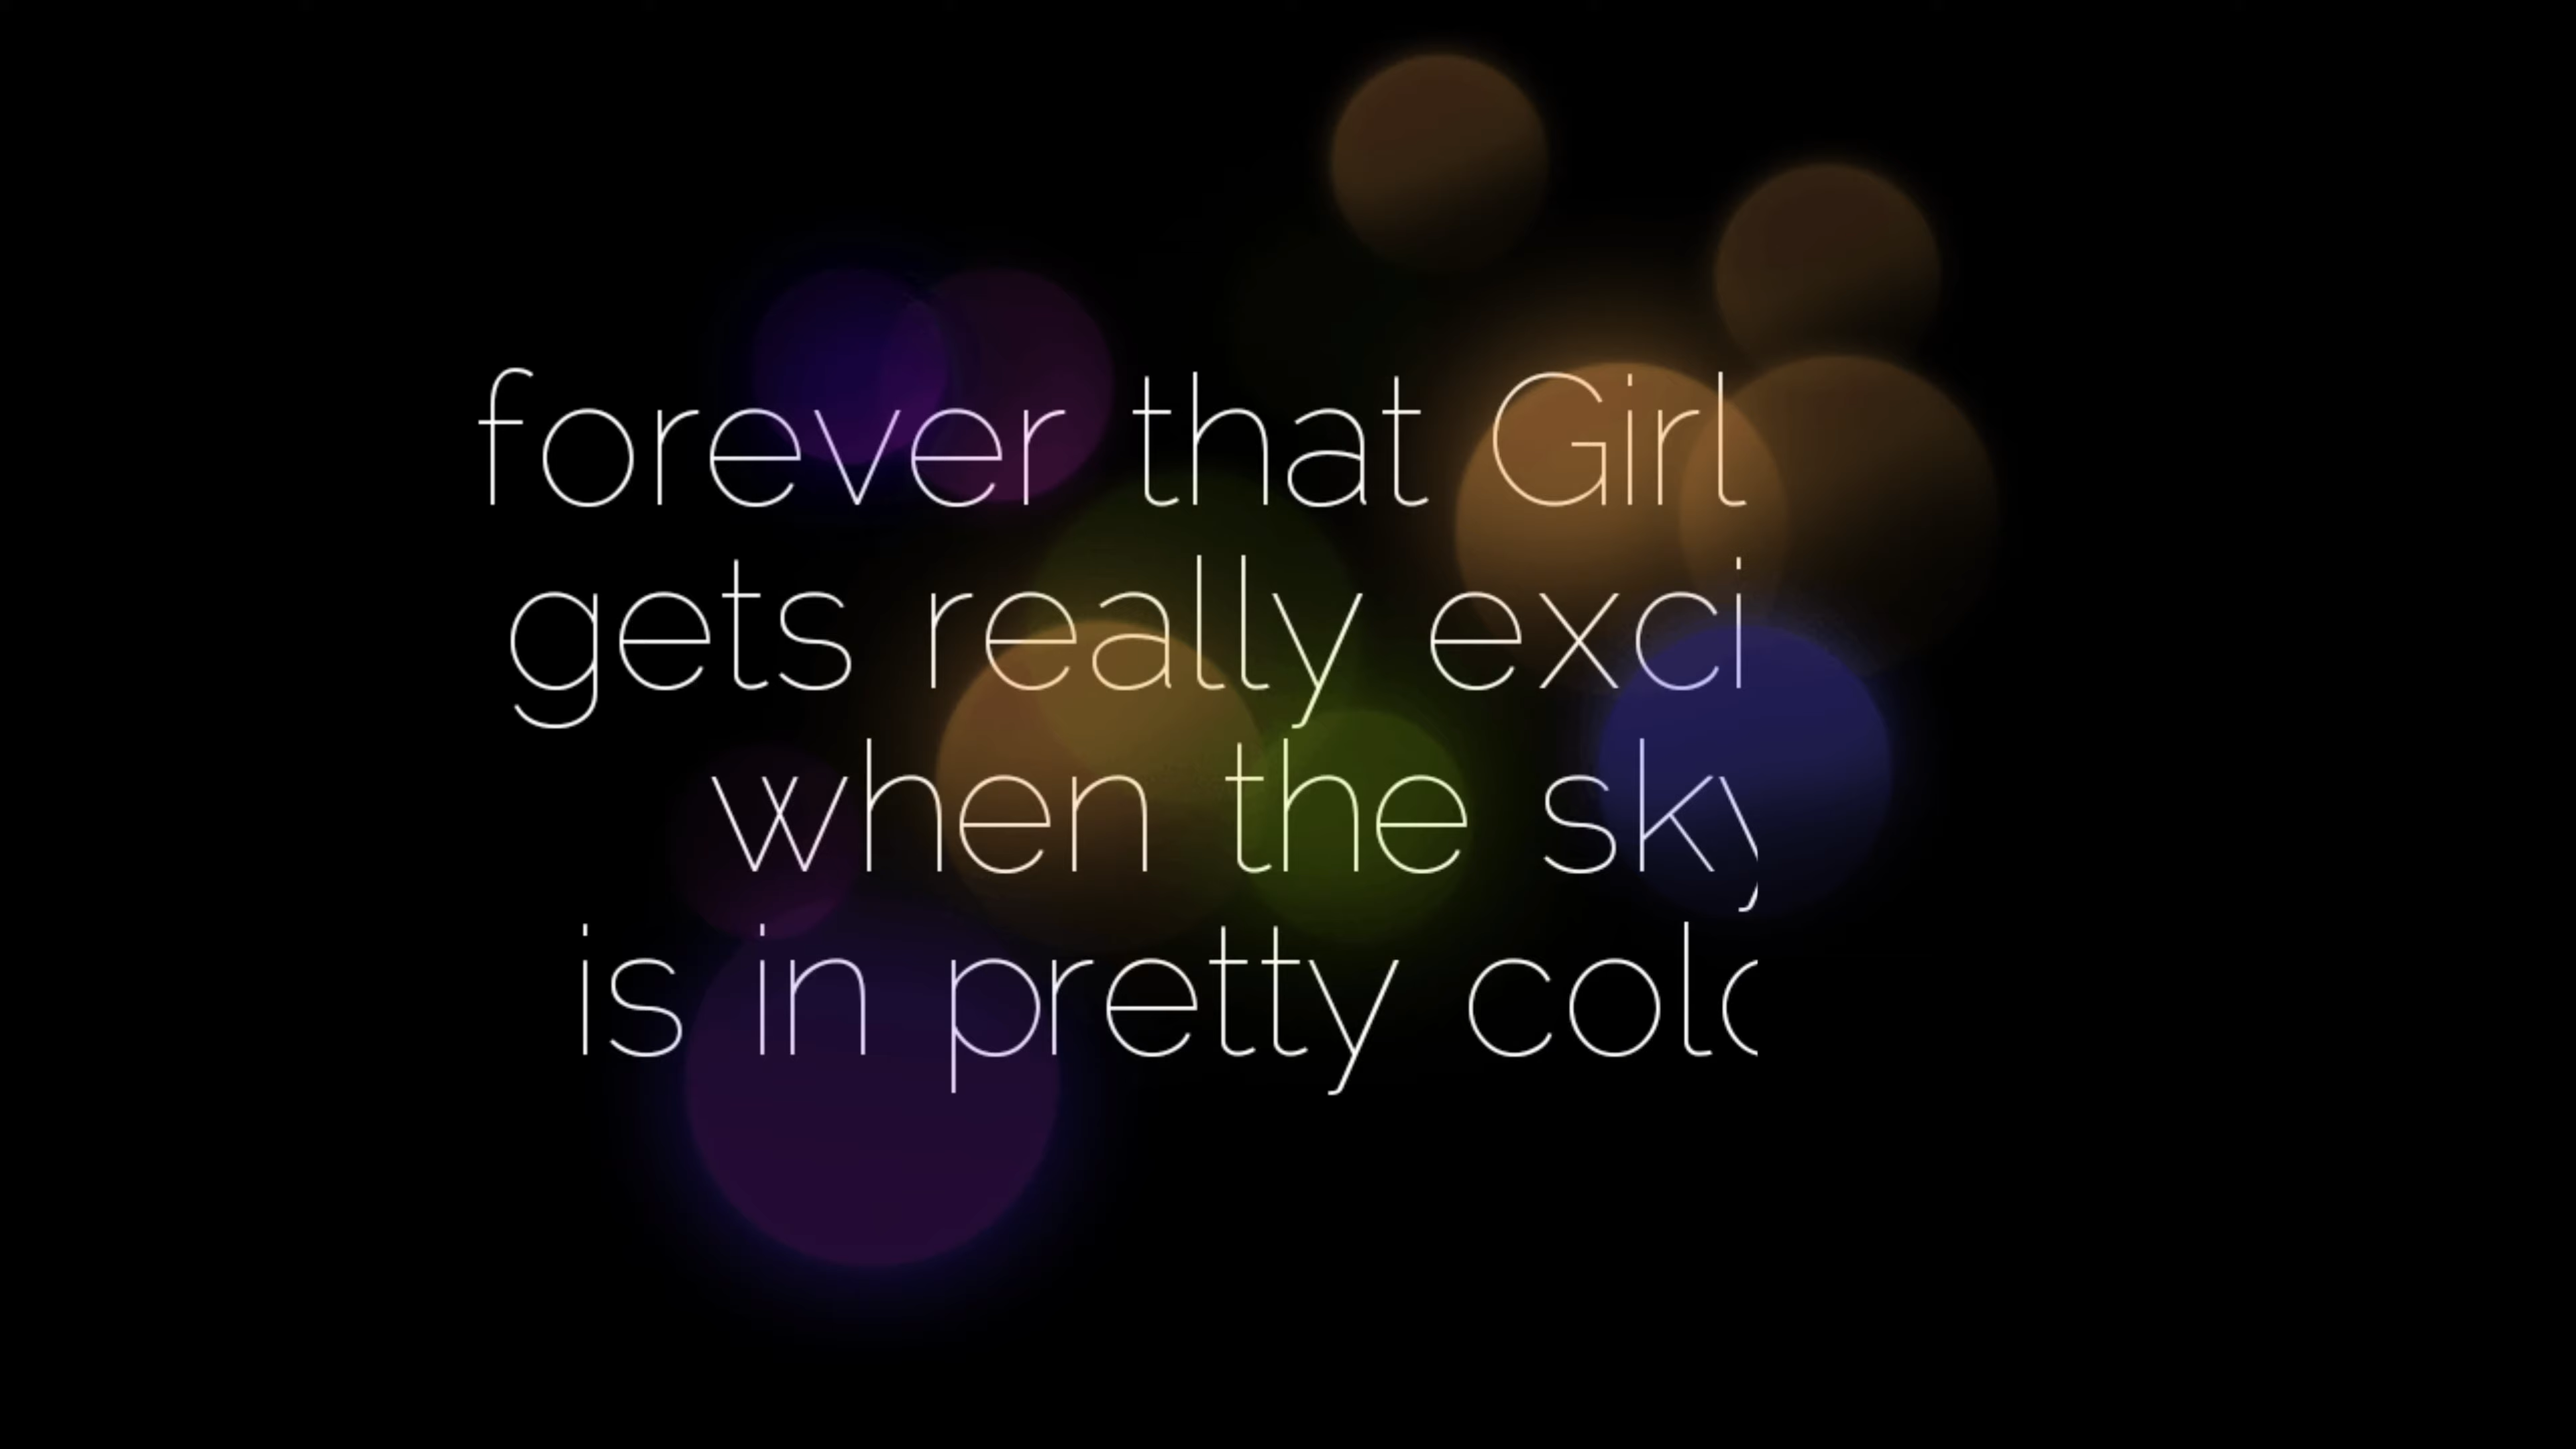 forever that Girl
gets really exci
when the sky
is in pretty colo